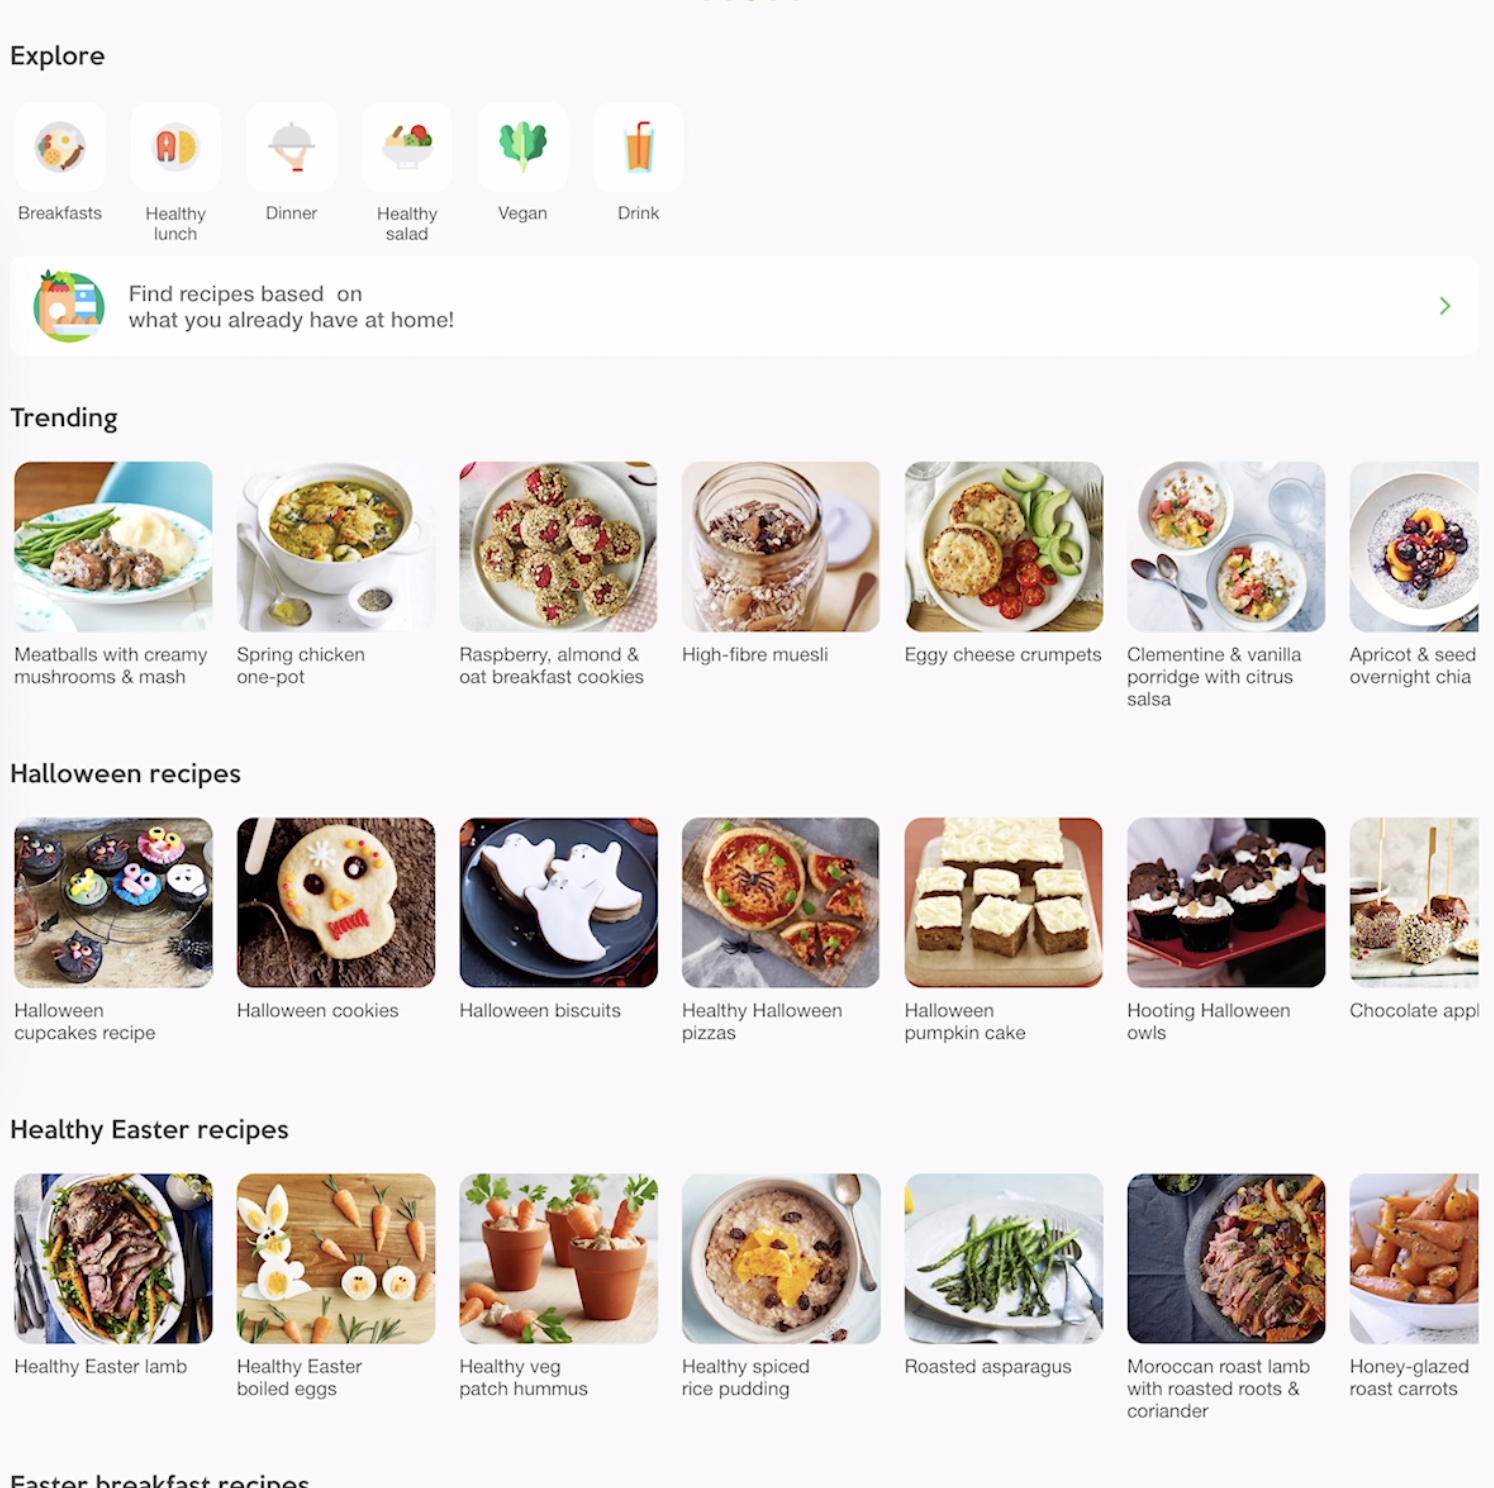 Explore
Breakfasts
Healthy
lunch
Dinner
Healthy
salad
Vegan
Drink
Find recipes based  on
what you already have at home!
Trending
Meatballs with creamy
mushrooms & mash
Spring chicken
one-pot
Raspberry, almond &
oat breakfast cookies
High-fibre muesli
Eggy cheese crumpets
Clementine & vanilla
porridge with citrus
salsa
Apricot & seed
overnight chia
Halloween recipes
Halloween
cupcakes recipe
Halloween cookies
Halloween biscuits
Healthy Halloween
pizzas
Halloween
pumpkin cake
Hooting Halloween
owls
Chocolate appl
Healthy Easter recipes
Healthy Easter lamb
Healthy Easter
boiled eggs
Healthy veg
patch hummus
Healthy spiced
rice pudding
Roasted asparagus
Moroccan roast lamb
with roasted roots &
coriander
Honey-glazed
roast carrots
Easter breakfast recipes